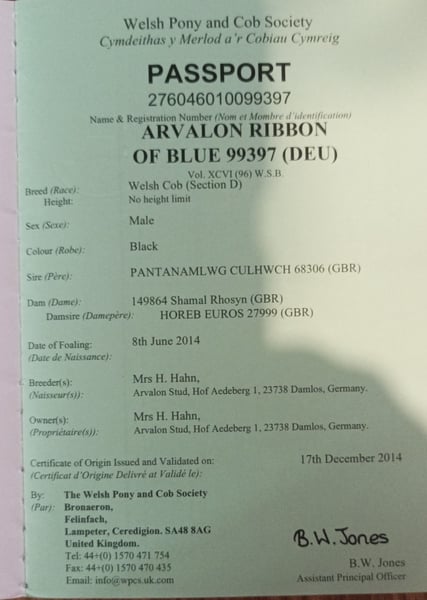 Welsh Pony and Cob Society
Cymdeithas y Merlod a'r Cobiau Cymreig
PASSPORT
276046010099397
Name & Registration Number (Nom et Mombre d'identification)
ARVALON RIBBON
OF BLUE 99397 (DEU)
Vol. XCVI (96) W.S.B.
Breed (Race): Welsh Cob (Section D)
Height: No height limit
Sex (Sexe): Male
Colour (Robe): Black
Sire (Père): PANTANAMLWG CULHWCH 68306 (GBR)
Dam (Dame): 149864 Shamal Rhosyn (GBR)
Damsire (Damepère): HOREB EUROS 27999 (GBR)
Date of Foaling: 8th June 2014
(Date de Naissance):
Breeder(s): Mrs H. Hahn,
(Naisseur(s)): Arvalon Stud, Hof Aedeberg 1, 23738 Damlos, Germany.
Owner(s): Mrs H. Hahn,
(Propriétaire(s)): Arvalon Stud, Hof Aedeberg 1, 23738 Damlos, Germany.
Certificate of Origin Issued and Validated on: 17th December 2014
(Certificat d'Origine Delivrè at Validé le):
By: The Welsh Pony and Cob Society
(Par): Bronaeron,
Felinfach,
Lampeter, Ceredigion. SA48 8AG
United Kingdom.
Tel: 44+(0) 1570 471 754
Fax: 44+(0) 1570 470 435
Email: info@wpcs.uk.com
B.W. Jones
B.W. Jones
Assistant Principal Officer